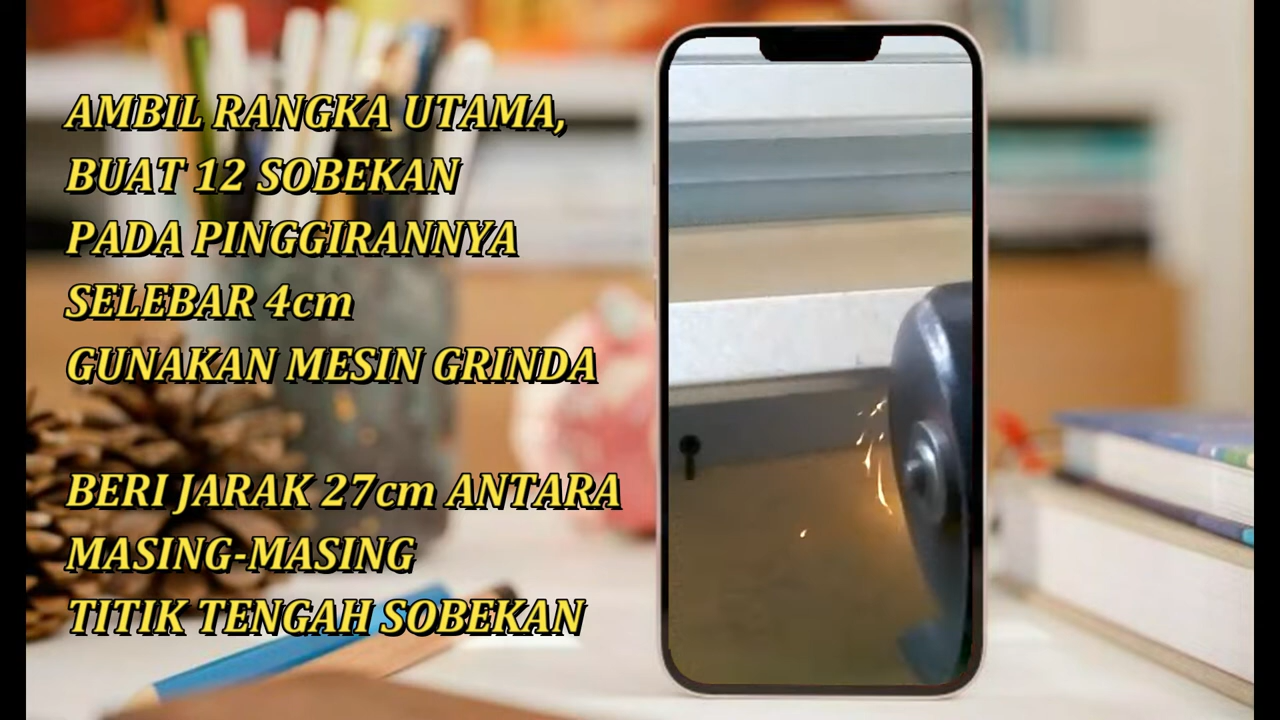 AMBIL RANGKA UTAMA,
BUAT 12 SOBEKAN
PADA PINGGIRANNYA
SELEBAR 4cm
GUNAKAN MESIN GRINDA
BERI JARAK 27cm ANTARA
MASING-MASING
TITIK TENGAH SOBEKAN